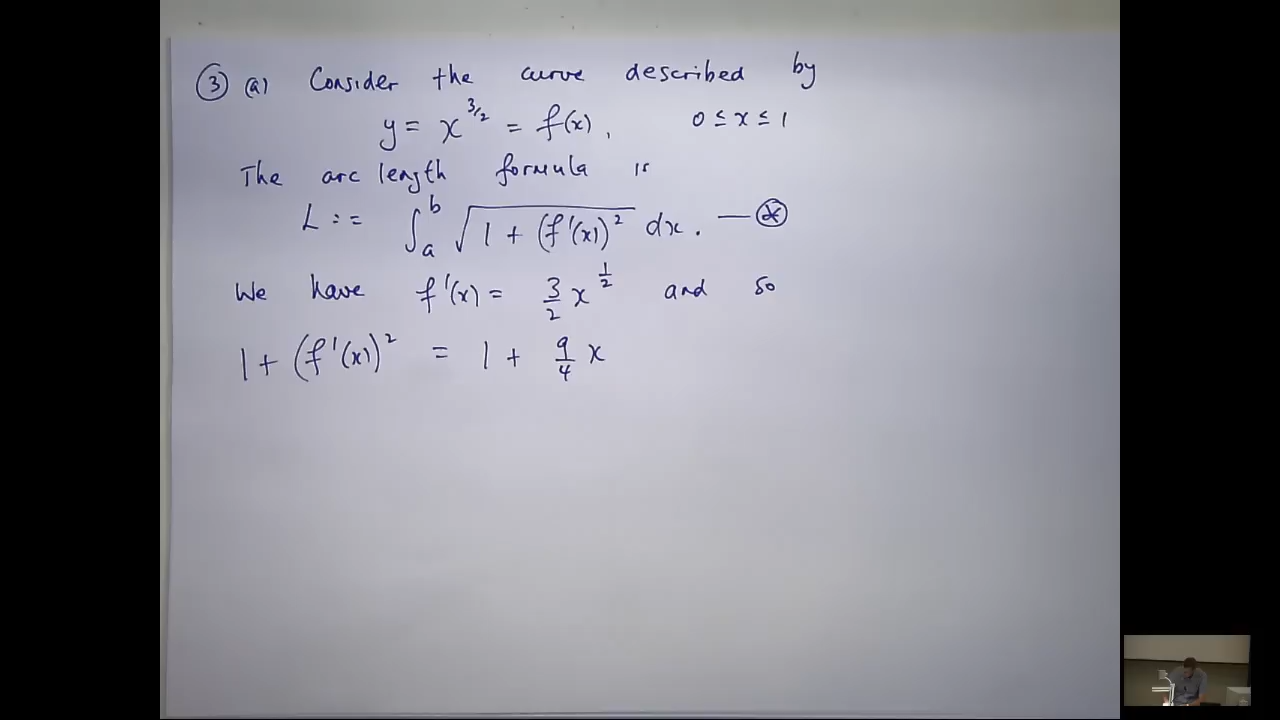 ③ (a) Consider the curve described by
y = x^{3/2} = f(x), 0 ≤ x ≤ 1
The arc length formula is
L := ∫_a^b √(1 + (f'(x))²) dx. — ⊛
We have f'(x) = 3/2 x^{1/2} and so
1 + (f'(x))² = 1 + 9/4 x